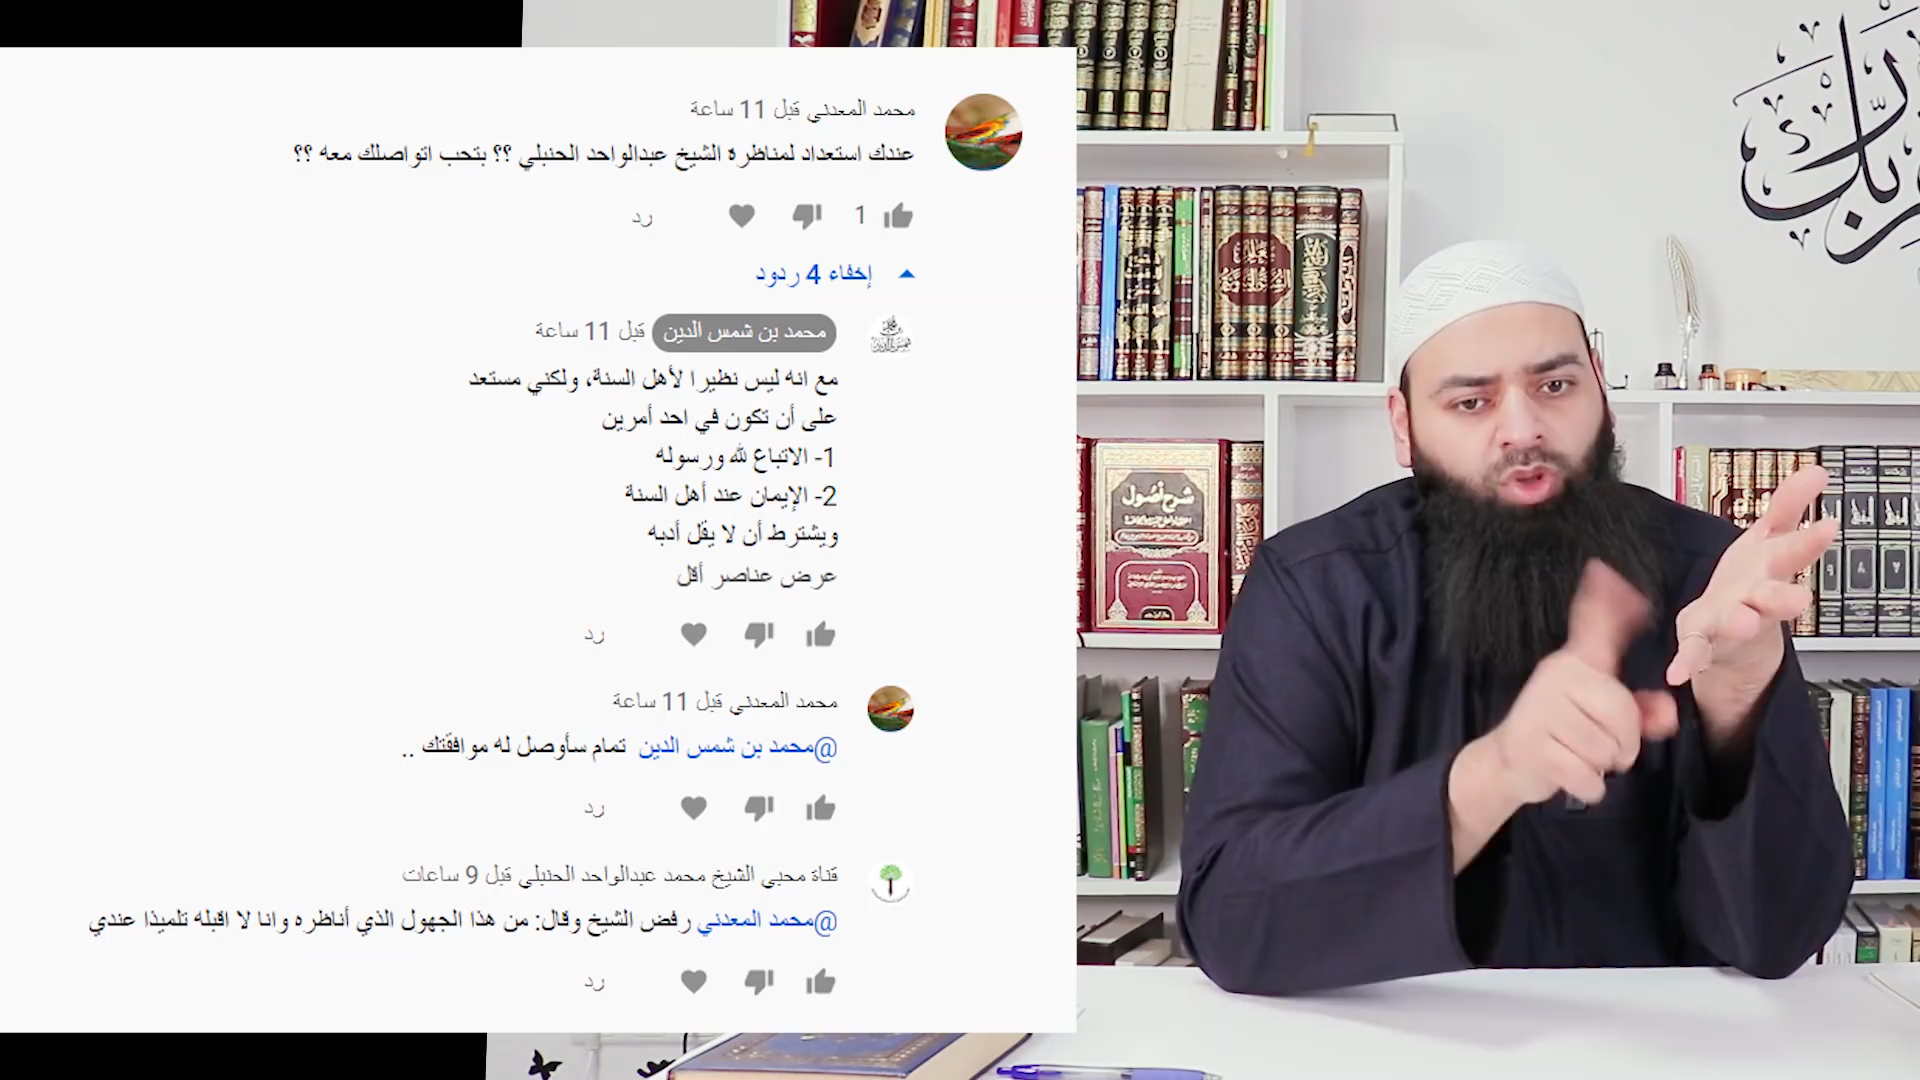 محمد المعدني قبل 11 ساعة
عندك استعداد لمناظرة الشيخ عبدالواحد الحنبلي ؟؟ بتحب اتواصلك معه ؟؟
1
رد
إخفاء 4 ردود
محمد بن شمس الدين قبل 11 ساعة
مع انه ليس نظيرا لأهل السنة، ولكني مستعد
على أن تكون في احد أمرين
1- الاتباع لله ورسوله
2- الإيمان عند أهل السنة
ويشترط أن لا يقل أدبه
عرض عناصر أقل
رد
محمد المعدني قبل 11 ساعة
@محمد بن شمس الدين تمام سأوصل له موافقتك ..
رد
قناة محبي الشيخ محمد عبدالواحد الحنبلي قبل 9 ساعات
@محمد المعدني رفض الشيخ وقال: من هذا الجهول الذي أناظره وانا لا اقبله تلميذا عندي
رد
شرح أصول